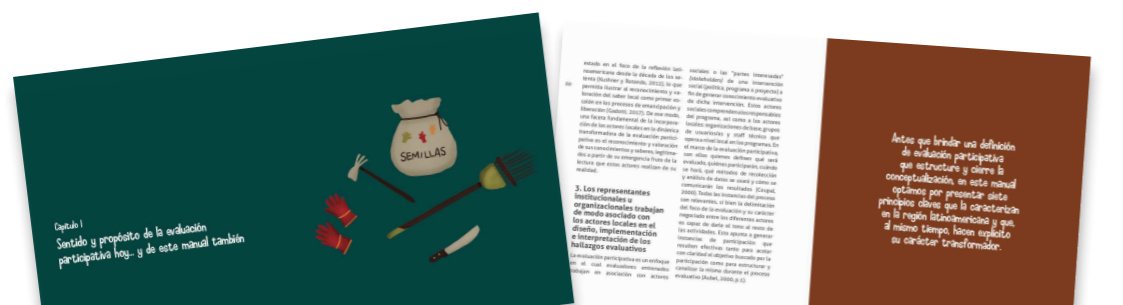 SEMILLAS
Capítulo 1
Sentido y propósito de la evaluación
participativa hoy... y de este manual también
estado en el foco de la reflexión lati-
noamericana desde la década de los se-
permita ilustrar al reconocimiento y va-
loración del saber local como primer es-
calón en los procesos de emancipación y
liberación (Gadotti, 2017). De ese modo,
una faceta fundamental de la incorpora-
ción de los actores locales en la dinámica
transformadora de la evaluación partici-
pativa es el reconocimiento y valoración
de sus conocimientos y saberes, legitima-
dos a partir de su emergencia fruto de la
lectura que estos actores realizan de su
realidad.
3. Los representantes
institucionales u
organizacionales trabajan
de modo asociado con
los actores locales en el
diseño, implementación
e interpretación de los
hallazgos evaluativos
La evaluación participativa es un enfoque
en el cual evaluadores entrenados
trabajan en asociación con actores
sociales o las "partes interesadas"
(stakeholders) de una intervención
social (política, programa o proyecto) a
fin de generar conocimiento evaluativo
de dicha intervención. Estos actores
sociales comprenden a los responsables
del programa, así como a los actores
locales: organizaciones de base, grupos
de usuarios/as y staff técnico que
opera a nivel local en los programas. En
el marco de la evaluación participativa,
son ellos quienes definen qué será
evaluado, quiénes participarán, cuándo
se hará, qué métodos de recolección
y análisis de datos se usará y cómo se
comunicarán los resultados
2000). Todas las instancias del proceso
son relevantes, si bien la delimitación
del foco de la evaluación y su carácter
negociado entre los diferentes actores
es capaz de darle el tono al resto de
las actividades. Esto apunta a generar
instancias de participación que
resulten efectivas tanto para acotar
con claridad el objetivo buscado por la
participación como para estructurar y
canalizar la misma durante el proceso
evaluativo (Aubel, 2000, p.5).
Antes que brindar una definición
de evaluación participativa
que estructure y cierre la
conceptualización, en este manual
optamos por presentar siete
principios claves que la caracterizan
en la región latinoamericana y que,
al mismo tiempo, hacen explícito
su carácter transformador.